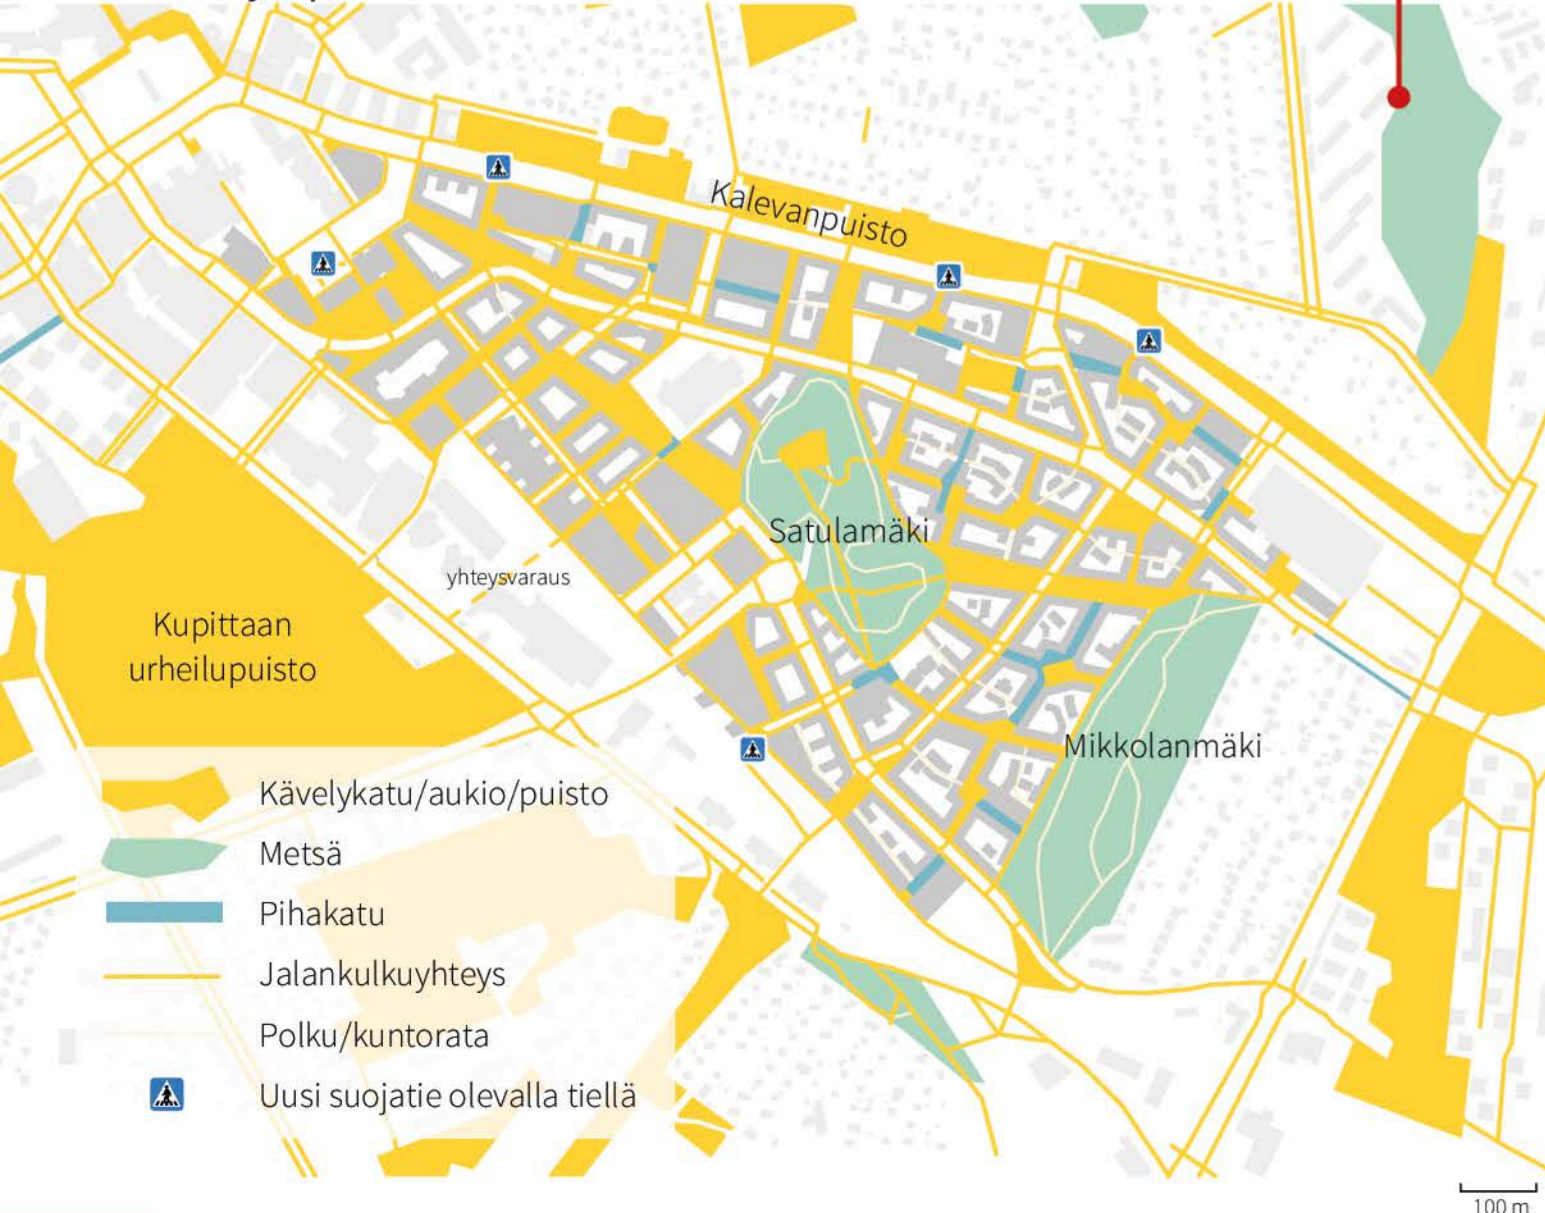 Kalevanpuisto
Satulamäki
yhteysvaraus
Kupittaan
urheilupuisto
Mikkolanmäki
Kävelykatu/aukio/puisto
Metsä
Pihakatu
Jalankulkuyhteys
Polku/kuntorata
Uusi suojatie olevalla tiellä
100 m